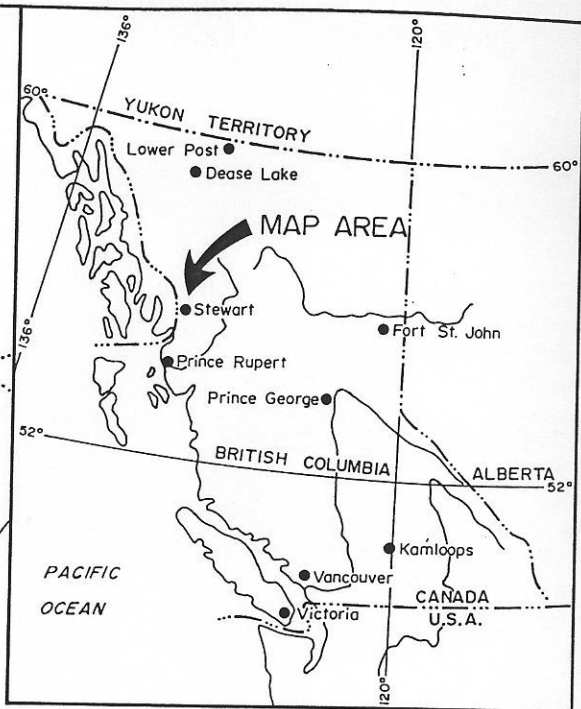 136°
120°
60°
YUKON TERRITORY
Lower Post
60°
Dease Lake
MAP AREA
Stewart
Fort St. John
136°
Prince Rupert
Prince George
52°
BRITISH COLUMBIA
ALBERTA
52°
Kamloops
PACIFIC
OCEAN
Vancouver
CANADA
U.S.A.
Victoria
120°